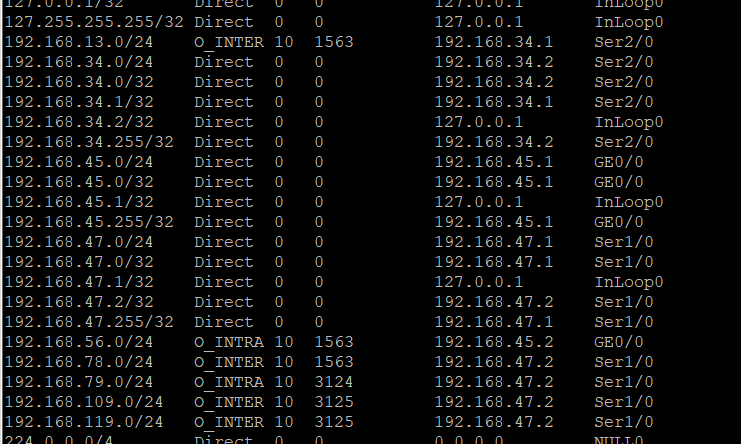 127.0.0.1/32 Direct 0 0 127.0.0.1 InLoop0
127.255.255.255/32 Direct 0 0 127.0.0.1 InLoop0
192.168.13.0/24 O_INTER 10 1563 192.168.34.1 Ser2/0
192.168.34.0/24 Direct 0 0 192.168.34.2 Ser2/0
192.168.34.0/32 Direct 0 0 192.168.34.2 Ser2/0
192.168.34.1/32 Direct 0 0 192.168.34.1 Ser2/0
192.168.34.2/32 Direct 0 0 127.0.0.1 InLoop0
192.168.34.255/32 Direct 0 0 192.168.34.2 Ser2/0
192.168.45.0/24 Direct 0 0 192.168.45.1 GE0/0
192.168.45.0/32 Direct 0 0 192.168.45.1 GE0/0
192.168.45.1/32 Direct 0 0 127.0.0.1 InLoop0
192.168.45.255/32 Direct 0 0 192.168.45.1 GE0/0
192.168.47.0/24 Direct 0 0 192.168.47.1 Ser1/0
192.168.47.0/32 Direct 0 0 192.168.47.1 Ser1/0
192.168.47.1/32 Direct 0 0 127.0.0.1 InLoop0
192.168.47.2/32 Direct 0 0 192.168.47.2 Ser1/0
192.168.47.255/32 Direct 0 0 192.168.47.1 Ser1/0
192.168.56.0/24 O_INTRA 10 1563 192.168.45.2 GE0/0
192.168.78.0/24 O_INTER 10 1563 192.168.47.2 Ser1/0
192.168.79.0/24 O_INTRA 10 3124 192.168.47.2 Ser1/0
192.168.109.0/24 O_INTER 10 3125 192.168.47.2 Ser1/0
192.168.119.0/24 O_INTER 10 3125 192.168.47.2 Ser1/0
224.0.0.0/4 Direct 0 0 0.0.0.0 NULL0